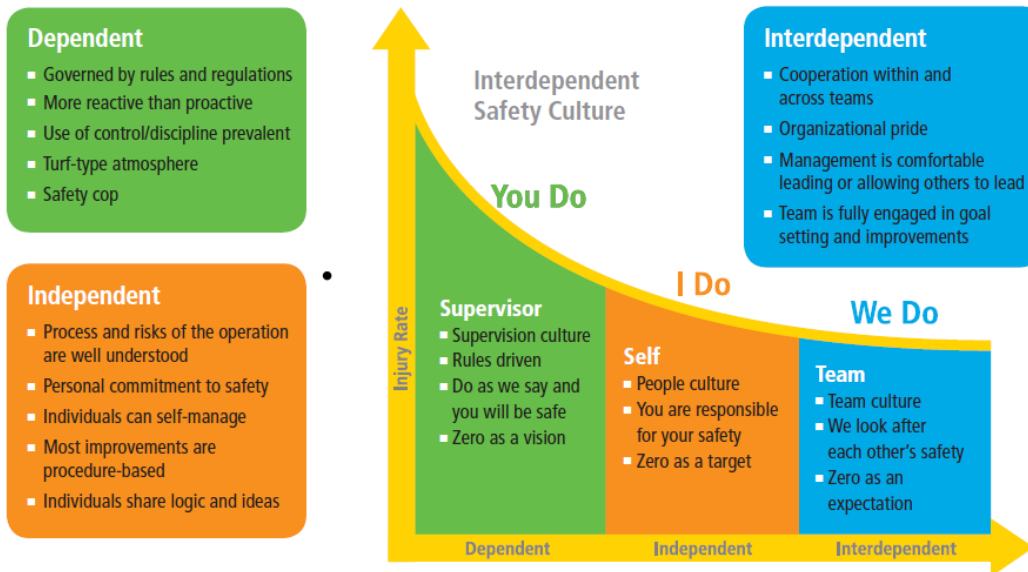 Dependent
▪ Governed by rules and regulations
▪ More reactive than proactive
▪ Use of control/discipline prevalent
▪ Turf-type atmosphere
▪ Safety cop
Independent
▪ Process and risks of the operation
are well understood
▪ Personal commitment to safety
▪ Individuals can self-manage
▪ Most improvements are
procedure-based
▪ Individuals share logic and ideas
Interdependent
Safety Culture
Interdependent
▪ Cooperation within and
across teams
▪ Organizational pride
▪ Management is comfortable
leading or allowing others to lead
▪ Team is fully engaged in goal
setting and improvements
You Do
I Do
We Do
Injury Rate
Supervisor
▪ Supervision culture
▪ Rules driven
▪ Do as we say and
you will be safe
▪ Zero as a vision
Self
▪ People culture
▪ You are responsible
for your safety
▪ Zero as a target
Team
▪ Team culture
▪ We look after
each other's safety
▪ Zero as an
expectation
Dependent
Independent
Interdependent